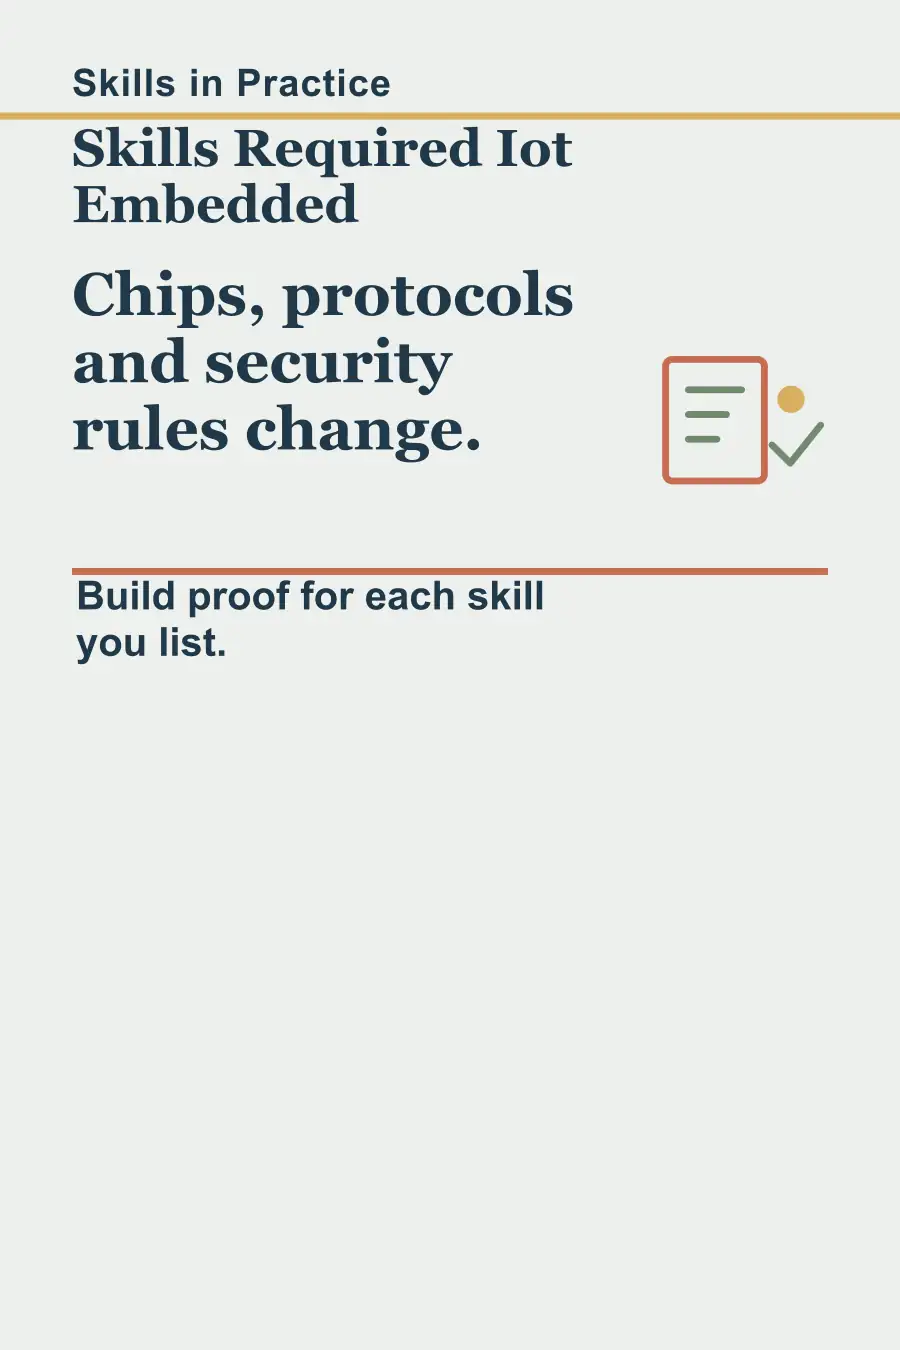 Skills in Practice
Skills Required Iot
Embedded
Chips, protocols
and security
rules change.
Build proof for each skill
you list.